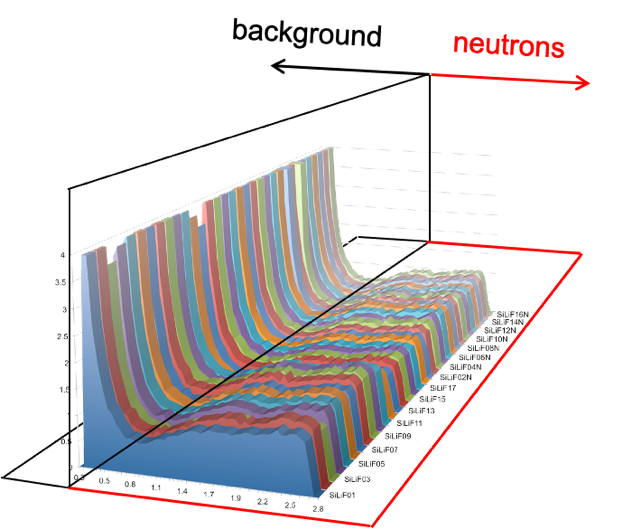 background
neutrons
4
3.5
3
2.5
2
1.5
1
0.5
0
0.5
0.8
1.1
1.4
1.7
1.9
2.2
2.5
2.8
SiLiF16N
SiLiF14N
SiLiF12N
SiLiF10N
SiLiF08N
SiLiF06N
SiLiF04N
SiLiF02N
SiLiF17
SiLiF15
SiLiF13
SiLiF11
SiLiF09
SiLiF07
SiLiF05
SiLiF03
SiLiF01